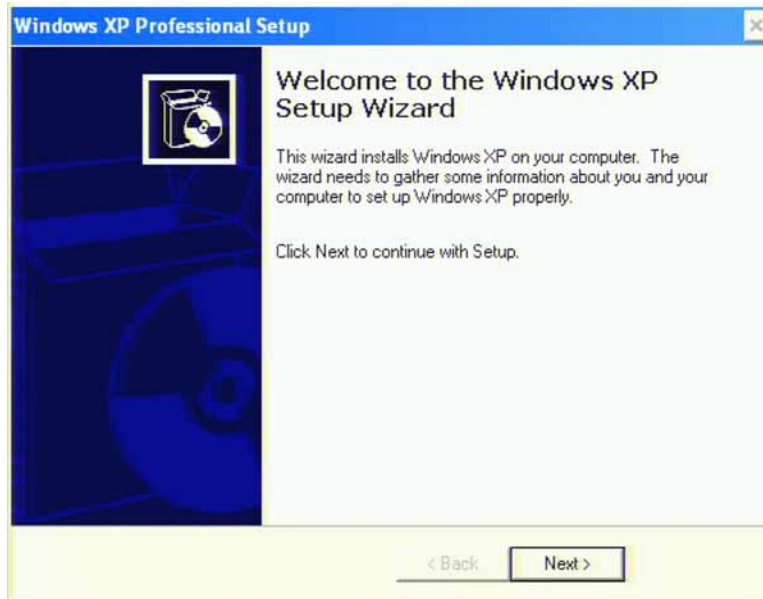 Windows XP Professional Setup
Welcome to the Windows XP
Setup Wizard
This wizard installs Windows XP on your computer. The
wizard needs to gather some information about you and your
computer to set up Windows XP properly.
Click Next to continue with Setup.
< Back
Next >